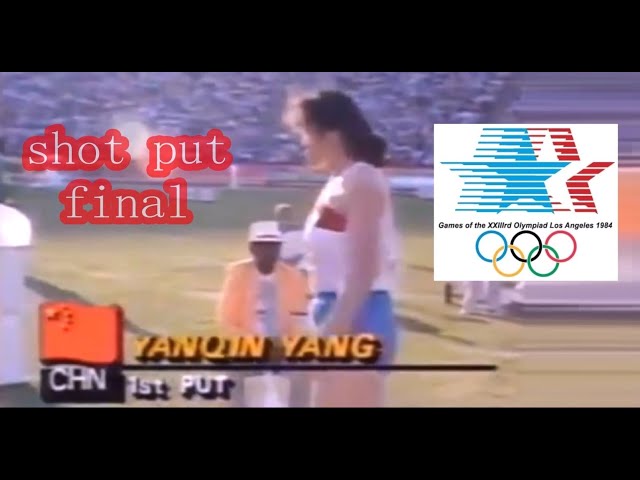 shot put
final
Games of the XXIIIrd Olympiad Los Angeles 1984
YANQIN YANG
CHN
1st PUT